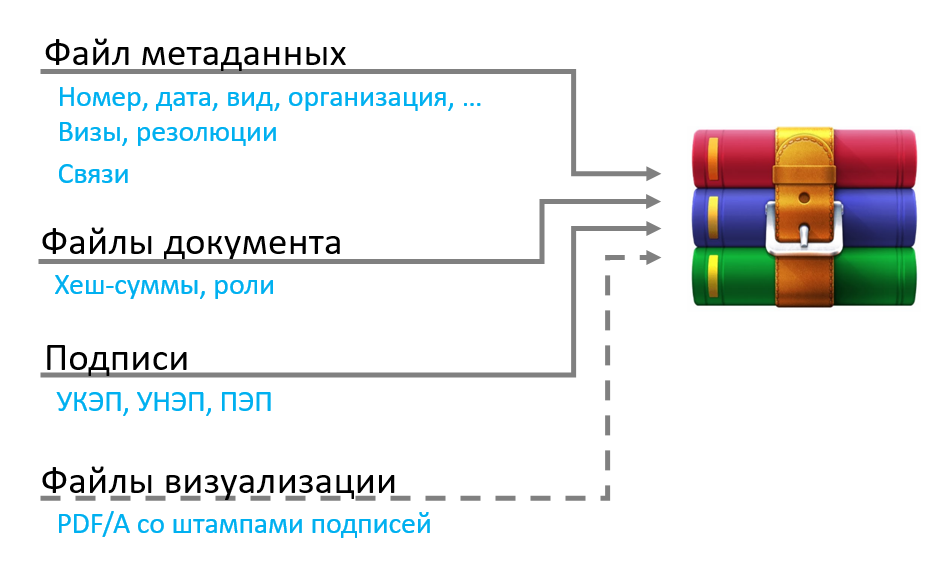 Файл метаданных
Номер, дата, вид, организация, ...
Визы, резолюции
Связи
Файлы документа
Хеш-суммы, роли
Подписи
УКЭП, УНЭП, ПЭП
Файлы визуализации
PDF/A со штампами подписей